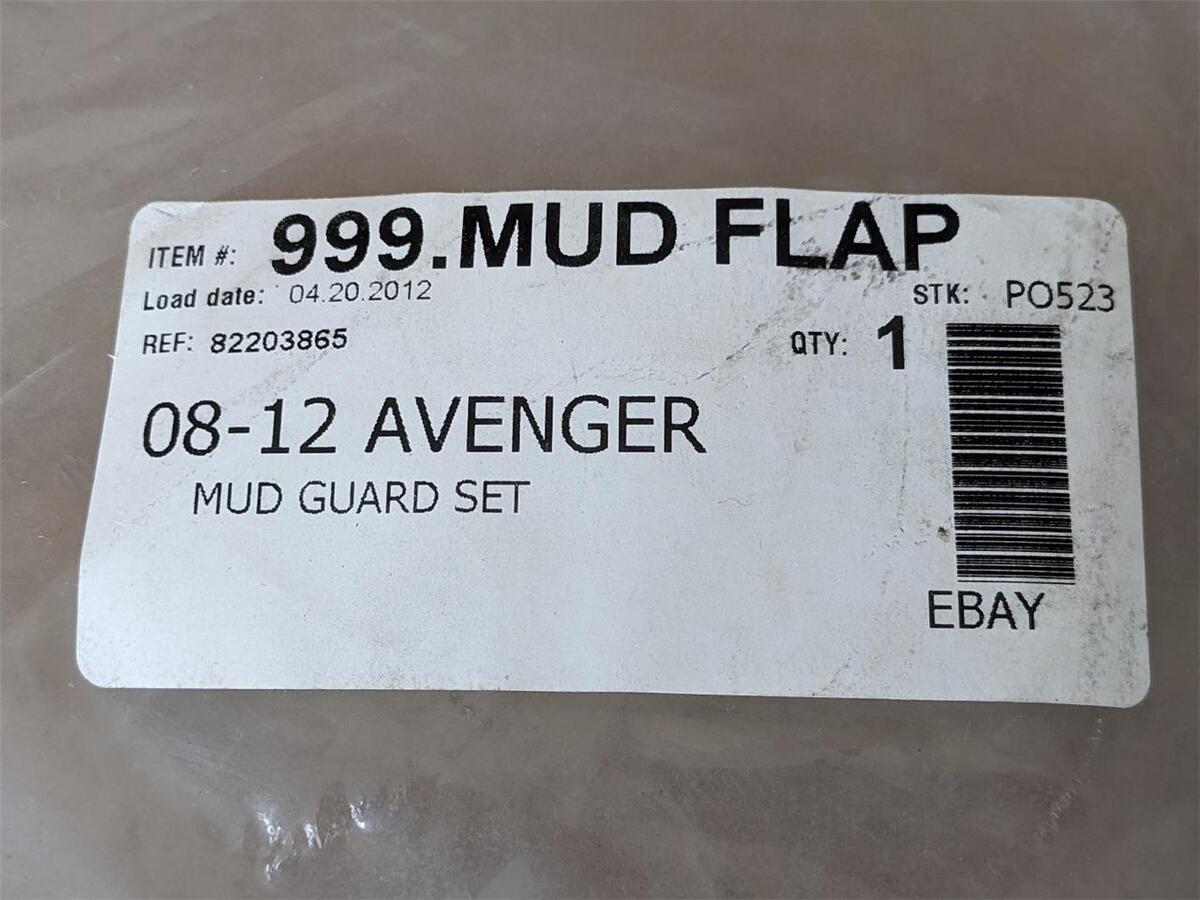 ITEM #: 999.MUD FLAP
Load date: 04.20.2012
STK: PO523
REF: 82203865
QTY: 1
08-12 AVENGER
MUD GUARD SET
EBAY